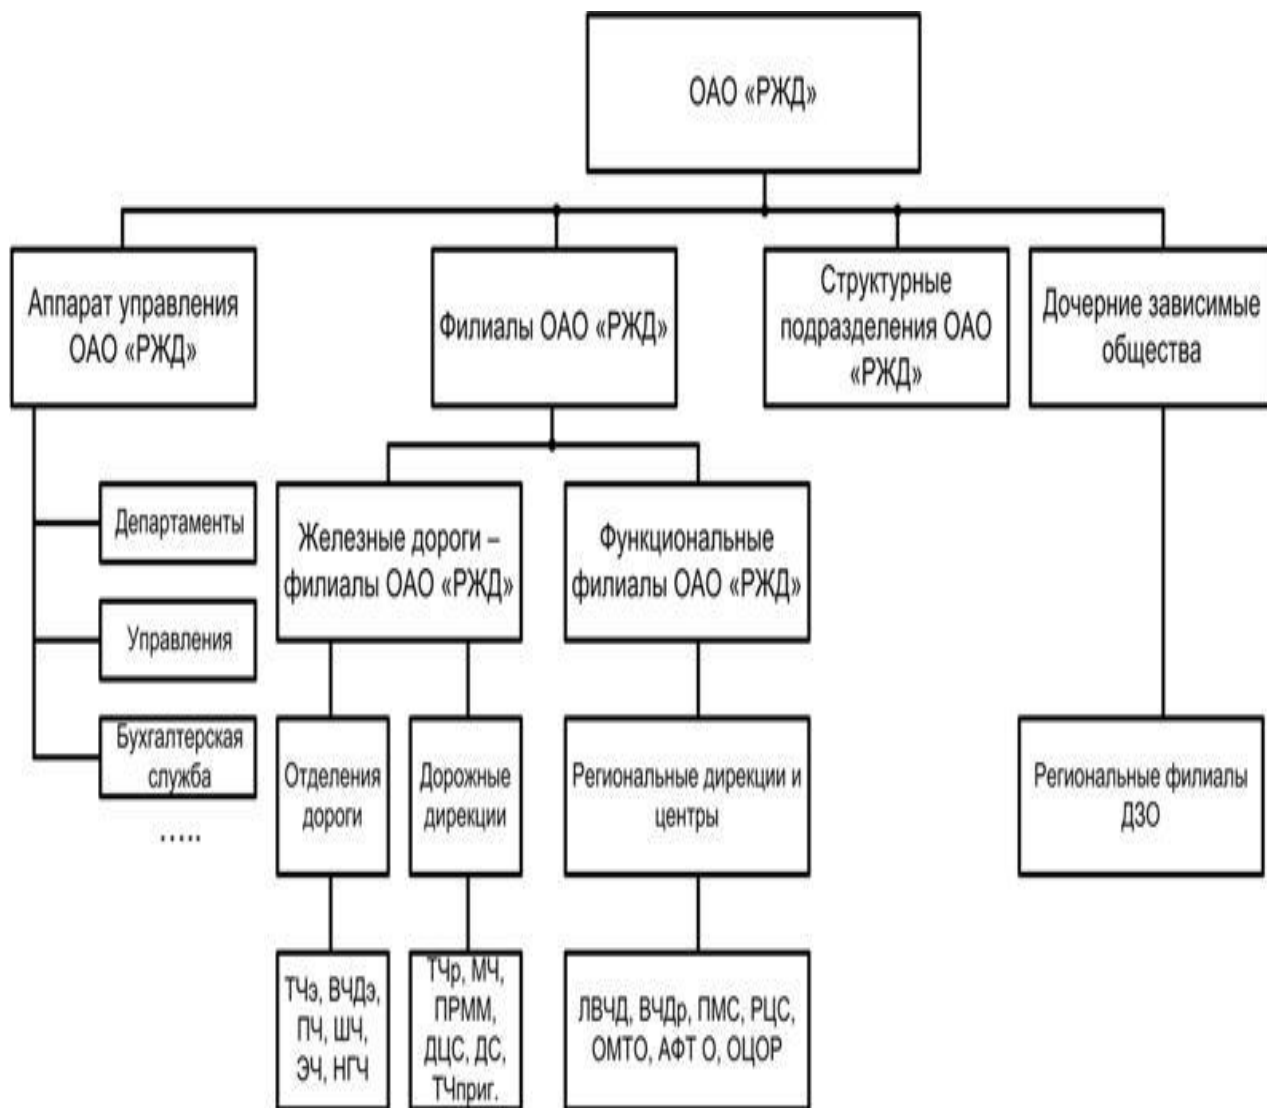 ОАО «РЖД»
Аппарат управления
ОАО «РЖД»
Филиалы ОАО «РЖД»
Структурные
подразделения ОАО
«РЖД»
Дочерние зависимые
общества
Департаменты
Управления
Бухгалтерская
служба
.....
Железные дороги –
филиалы ОАО «РЖД»
Функциональные
филиалы ОАО «РЖД»
Отделения
дороги
Дорожные
дирекции
Региональные дирекции и
центры
Региональные филиалы
ДЗО
ТЧэ, ВЧДэ,
ПЧ, ШЧ,
ЭЧ, НГЧ
ТЧр, МЧ,
ПРММ,
ДЦС, ДС,
ТЧприг.
ЛВЧД, ВЧДр, ПМС, РЦС,
ОМТО, АФТ О, ОЦОР